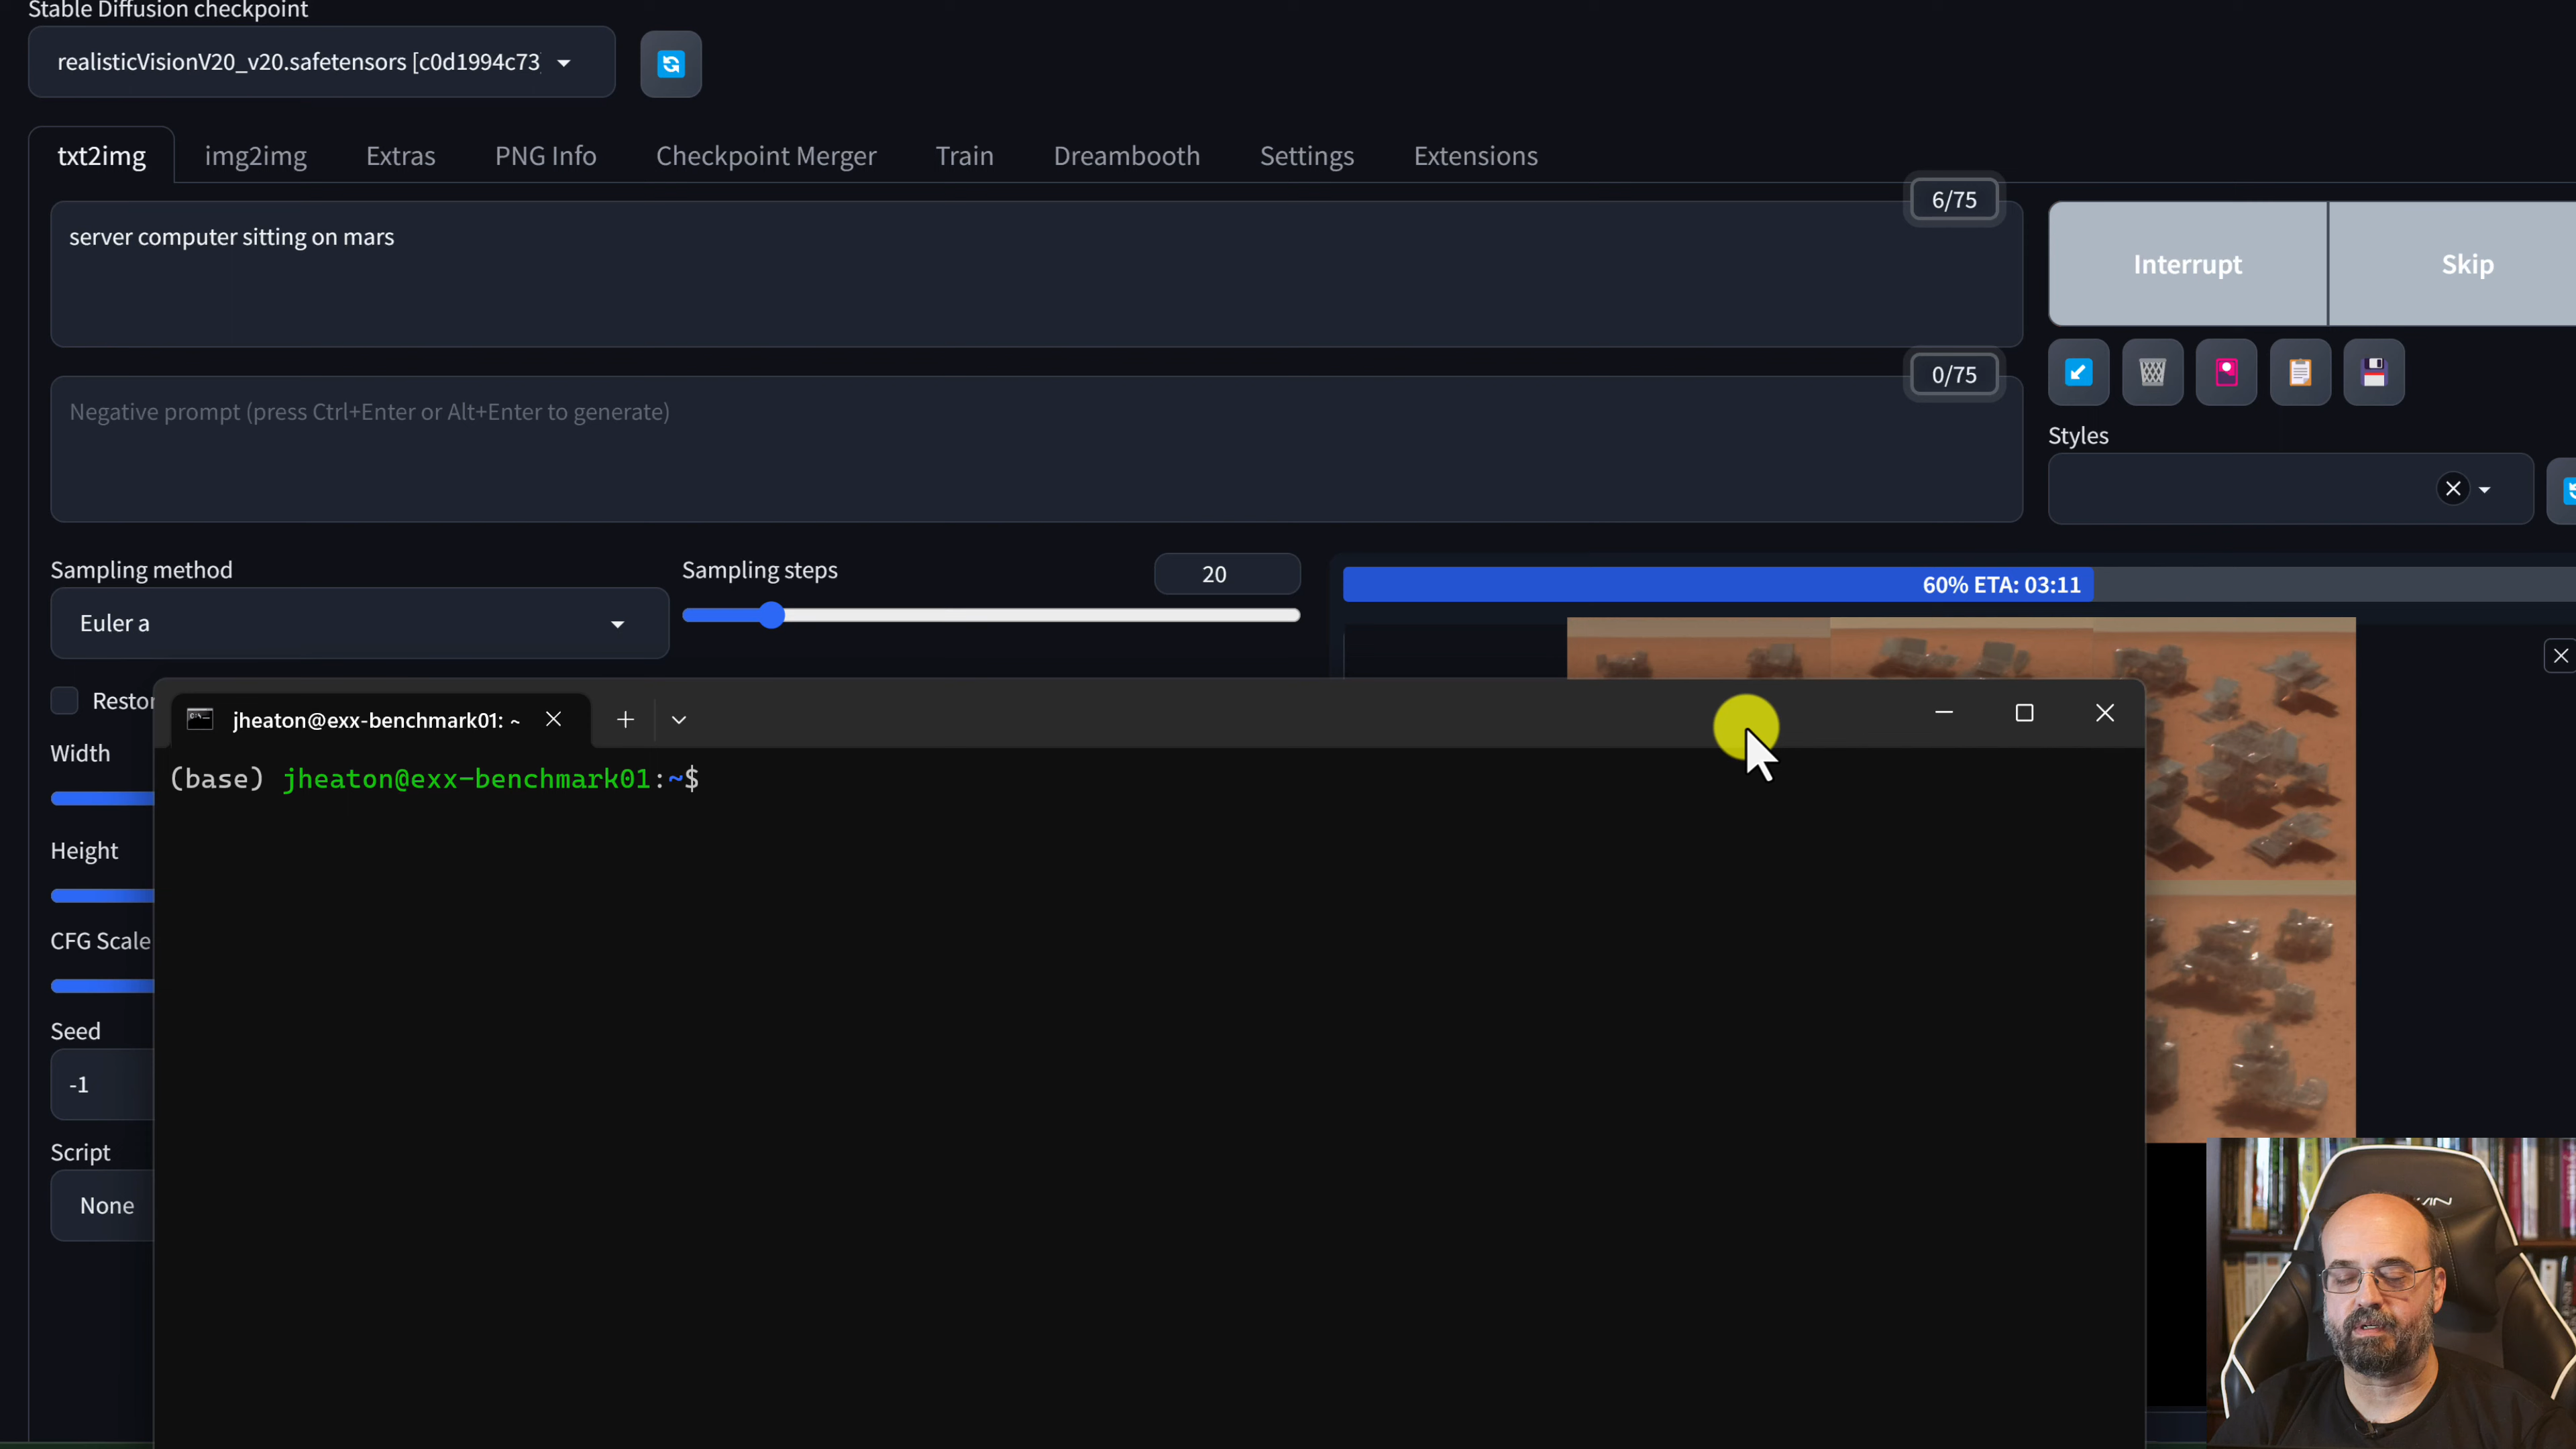 Stable Diffusion checkpoint
realisticVisionV20_v20.safetensors [c0d1994c73
txt2img img2img Extras PNG Info Checkpoint Merger Train Dreambooth Settings Extensions
6/75
server computer sitting on mars
Interrupt Skip
0/75
Negative prompt (press Ctrl+Enter or Alt+Enter to generate)
Styles
Sampling method
Sampling steps
20
60% ETA: 03:11
Euler a
Restor
jheaton@exx-benchmark01: ~
Width
(base) jheaton@exx-benchmark01:~$
Height
CFG Scale
Seed
-1
Script
None